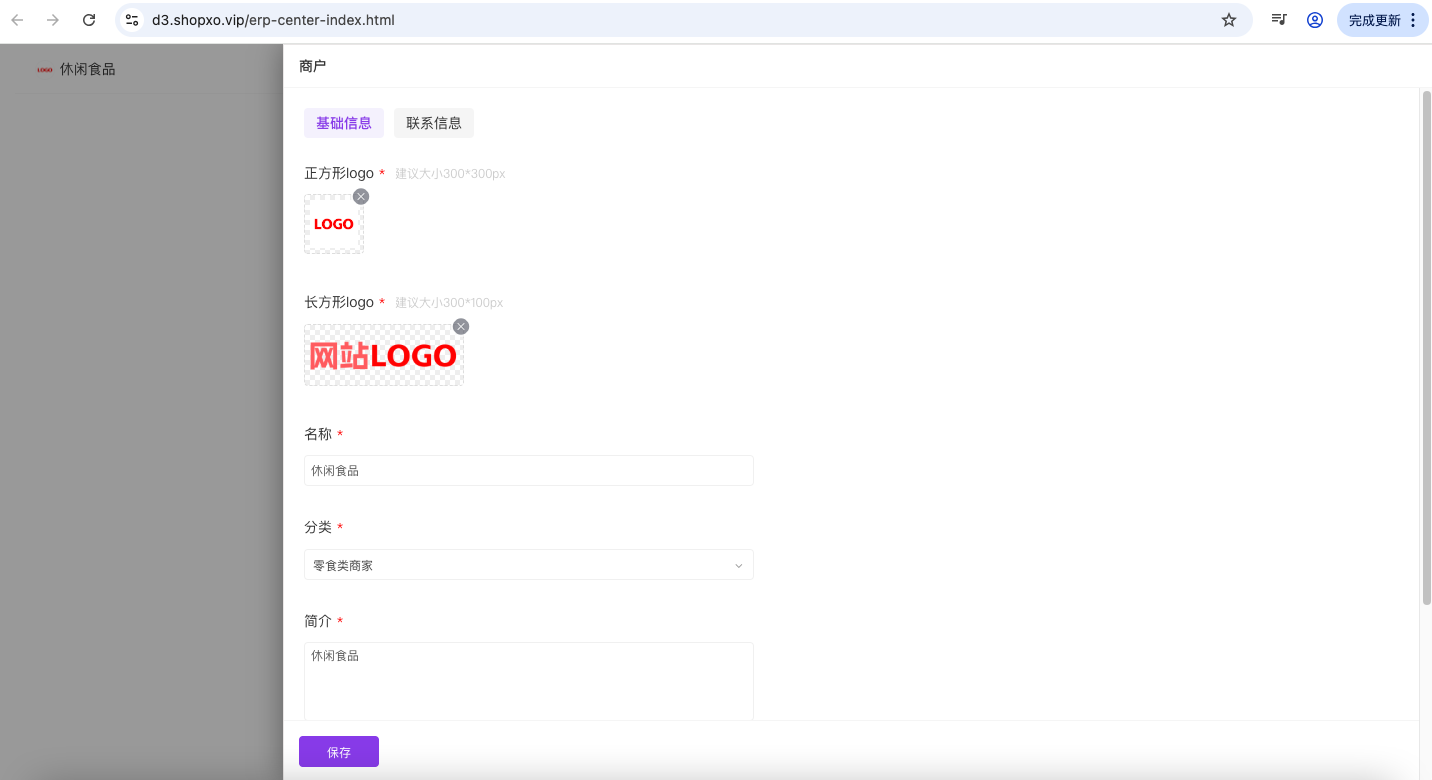 d3.shopxo.vip/erp-center-index.html
完成更新
LOGO 休闲食品
商户
基础信息 联系信息
正方形logo * 建议大小300*300px
LOGO
长方形logo * 建议大小300*100px
网站LOGO
名称 *
休闲食品
分类 *
零食类商家
简介 *
休闲食品
保存